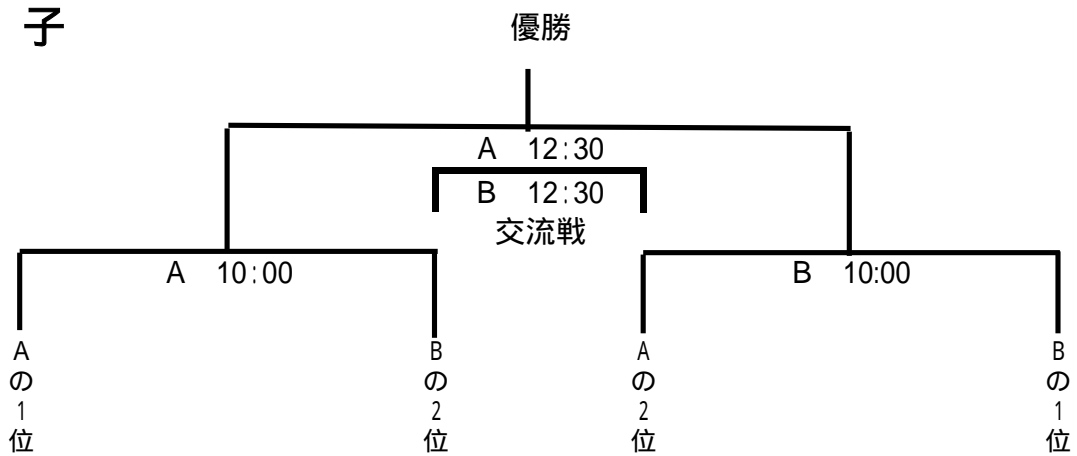 子
優勝
A 12:30
B 12:30
交流戦
A 10:00
B 10:00
Aの1位
Bの2位
Aの2位
Bの1位